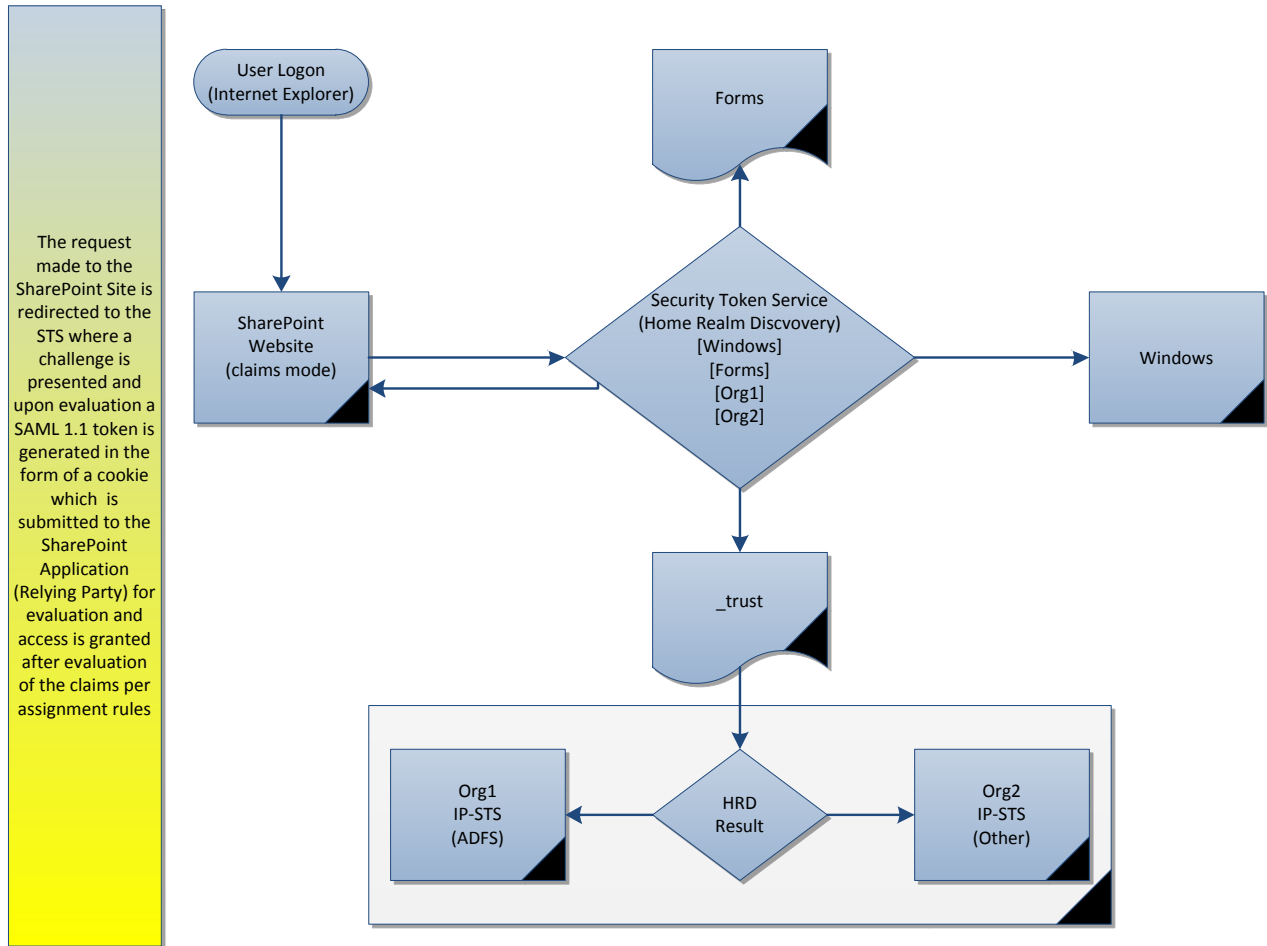 The request
made to the
SharePoint Site is
redirected to the
STS where a
challenge is
presented and
upon evaluation a
SAML 1.1 token is
generated in the
form of a cookie
which is
submitted to the
SharePoint
Application
(Relying Party) for
evaluation and
access is granted
after evaluation
of the claims per
assignment rules
User Logon
(Internet Explorer)
Forms
SharePoint
Website
(claims mode)
Security Token Service
(Home Realm Discvovery)
[Windows]
[Forms]
[Org1]
[Org2]
Windows
_trust
Org1
IP-STS
(ADFS)
HRD
Result
Org2
IP-STS
(Other)